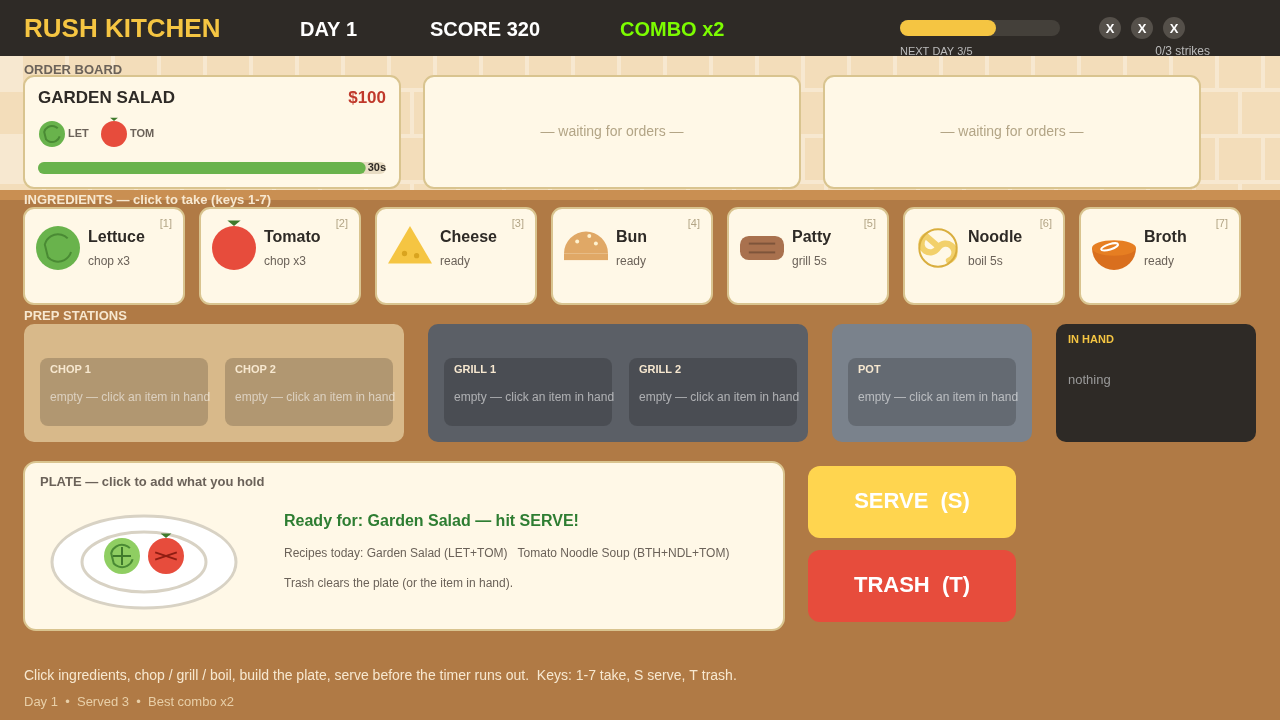 RUSH KITCHEN DAY 1 SCORE 320 COMBO x2 X X X
NEXT DAY 3/5 0/3 strikes
ORDER BOARD
GARDEN SALAD $100
LET TOM
— waiting for orders — — waiting for orders —
30s
INGREDIENTS — click to take (keys 1-7)
[1] [2] [3] [4] [5] [6] [7]
Lettuce Tomato Cheese Bun Patty Noodle Broth
chop x3 chop x3 ready ready grill 5s boil 5s ready
PREP STATIONS
IN HAND
CHOP 1 CHOP 2 GRILL 1 GRILL 2 POT
nothing
empty — click an item in hand empty — click an item in hand empty — click an item in hand empty — click an item in hand empty — click an item in hand
PLATE — click to add what you hold
SERVE (S)
Ready for: Garden Salad — hit SERVE!
Recipes today: Garden Salad (LET+TOM) Tomato Noodle Soup (BTH+NDL+TOM)
Trash clears the plate (or the item in hand).
TRASH (T)
Click ingredients, chop / grill / boil, build the plate, serve before the timer runs out. Keys: 1-7 take, S serve, T trash.
Day 1 • Served 3 • Best combo x2